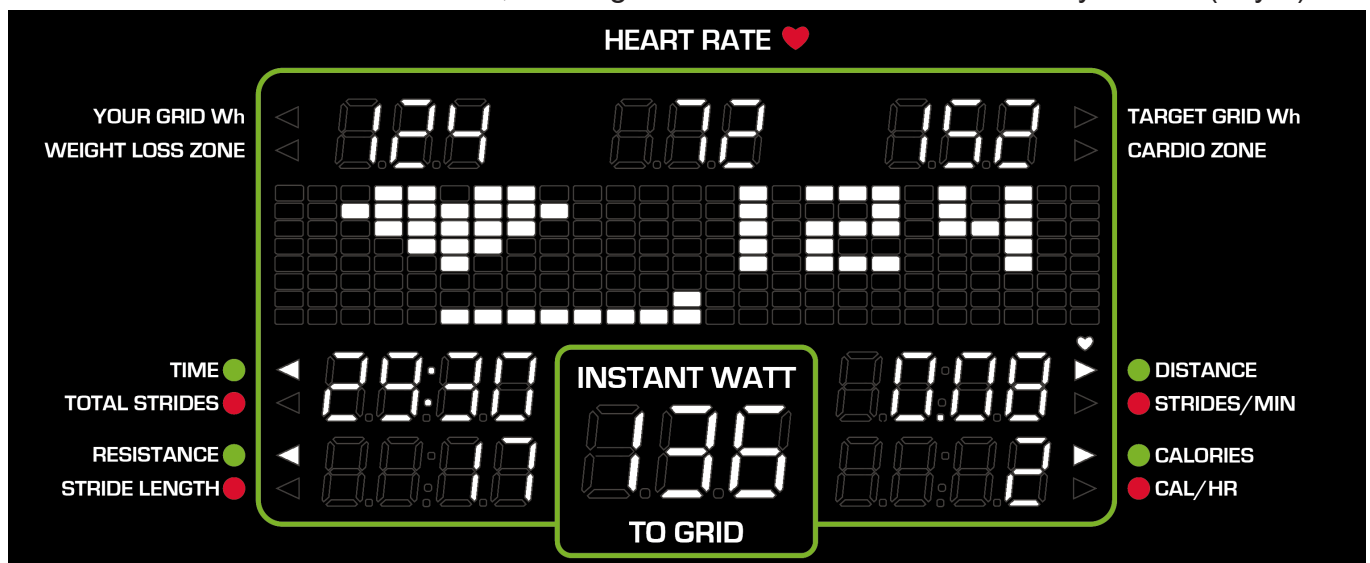 HEART RATE
YOUR GRID Wh
WEIGHT LOSS ZONE
124 72 152
TARGET GRID Wh
CARDIO ZONE
124
TIME
TOTAL STRIDES
29:30
RESISTANCE
STRIDE LENGTH
17
INSTANT WATT
136
TO GRID
0.08
DISTANCE
STRIDES/MIN
2
CALORIES
CAL/HR